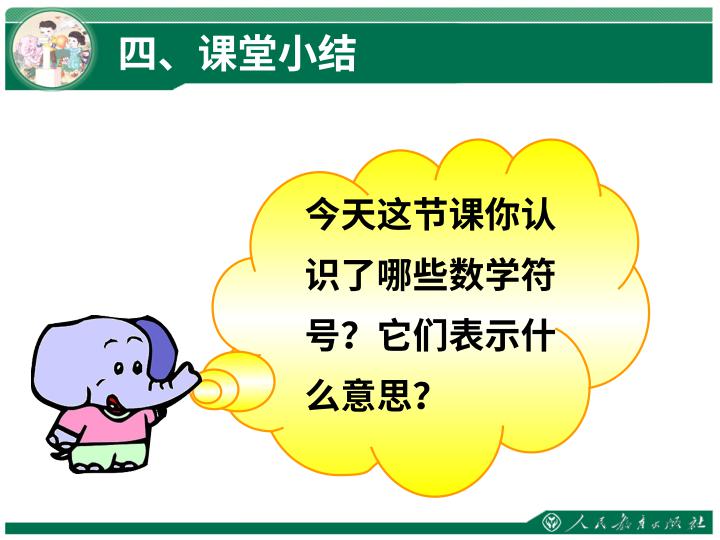 四、课堂小结
今天这节课你认
识了哪些数学符
号？它们表示什
么意思？
人民教育出版社